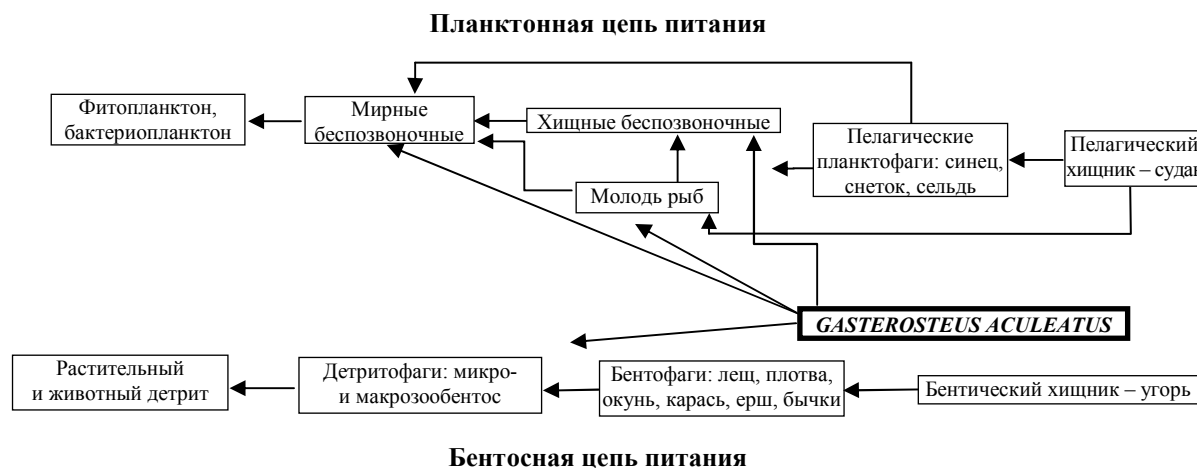 Планктонная цепь питания
Фитопланктон,
бактериопланктон
Мирные
беспозвоночные
Хищные беспозвоночные
Пелагические
планктофаги: синец,
снеток, сельдь
Пелагический
хищник – суда
Молодь рыб
GASTEROSTEUS ACULEATUS
Растительный
и животный детрит
Детритофаги: микро-
и макрозообентос
Бентофаги: лещ, плотва,
окунь, карась, ерш, бычки
Бентический хищник – угорь
Бентосная цепь питания